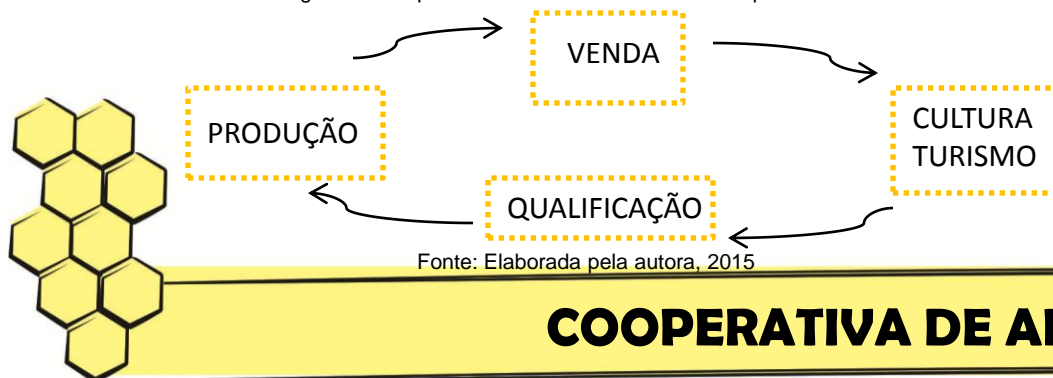 VENDA
PRODUÇÃO
CULTURA
TURISMO
QUALIFICAÇÃO
Fonte: Elaborada pela autora, 2015
COOPERATIVA DE